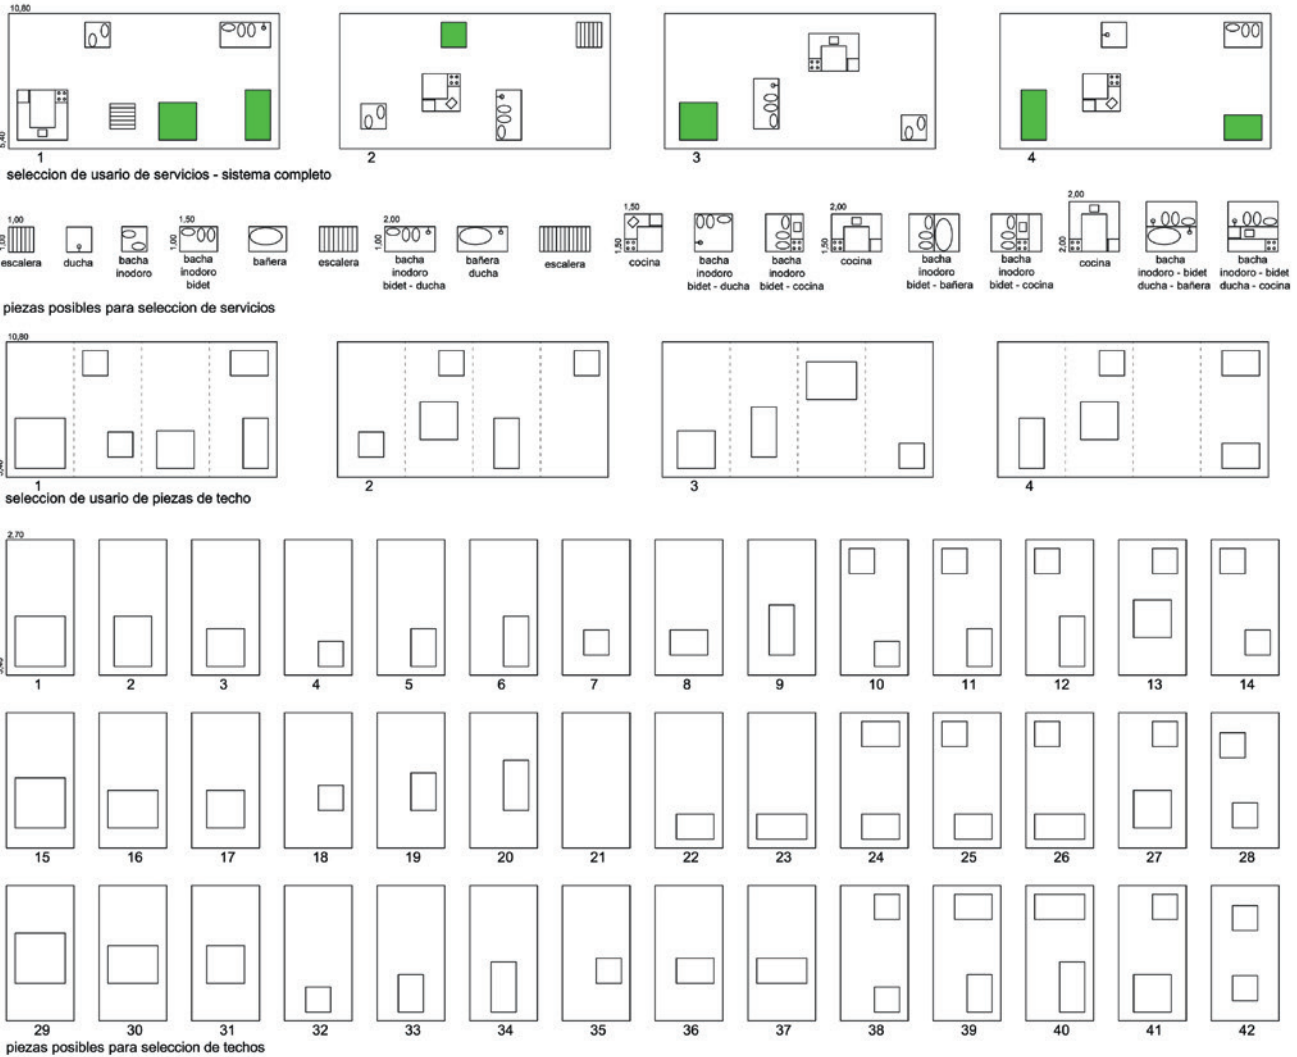 10,80
5,40
1
2
3
4
seleccion de usario de servicios - sistema completo
1,00
1,00
escalera
ducha
bacha
inodoro
1,50
1,00
bacha
inodoro
bidet
bañera
escalera
2,00
1,00
bacha
inodoro
bidet - ducha
bañera
ducha
escalera
1,50
1,50
cocina
bacha
inodoro
bidet - ducha
bacha
inodoro
bidet - cocina
2,00
1,50
cocina
bacha
inodoro
bidet - bañera
bacha
inodoro
bidet - cocina
2,00
2,00
cocina
bacha
inodoro - bidet
ducha - bañera
bacha
inodoro - bidet
ducha - cocina
piezas posibles para seleccion de servicios
10,80
5,40
1
2
3
4
seleccion de usario de piezas de techo
2,70
5,40
1 2 3 4 5 6 7 8 9 10 11 12 13 14
15 16 17 18 19 20 21 22 23 24 25 26 27 28
29 30 31 32 33 34 35 36 37 38 39 40 41 42
piezas posibles para seleccion de techos